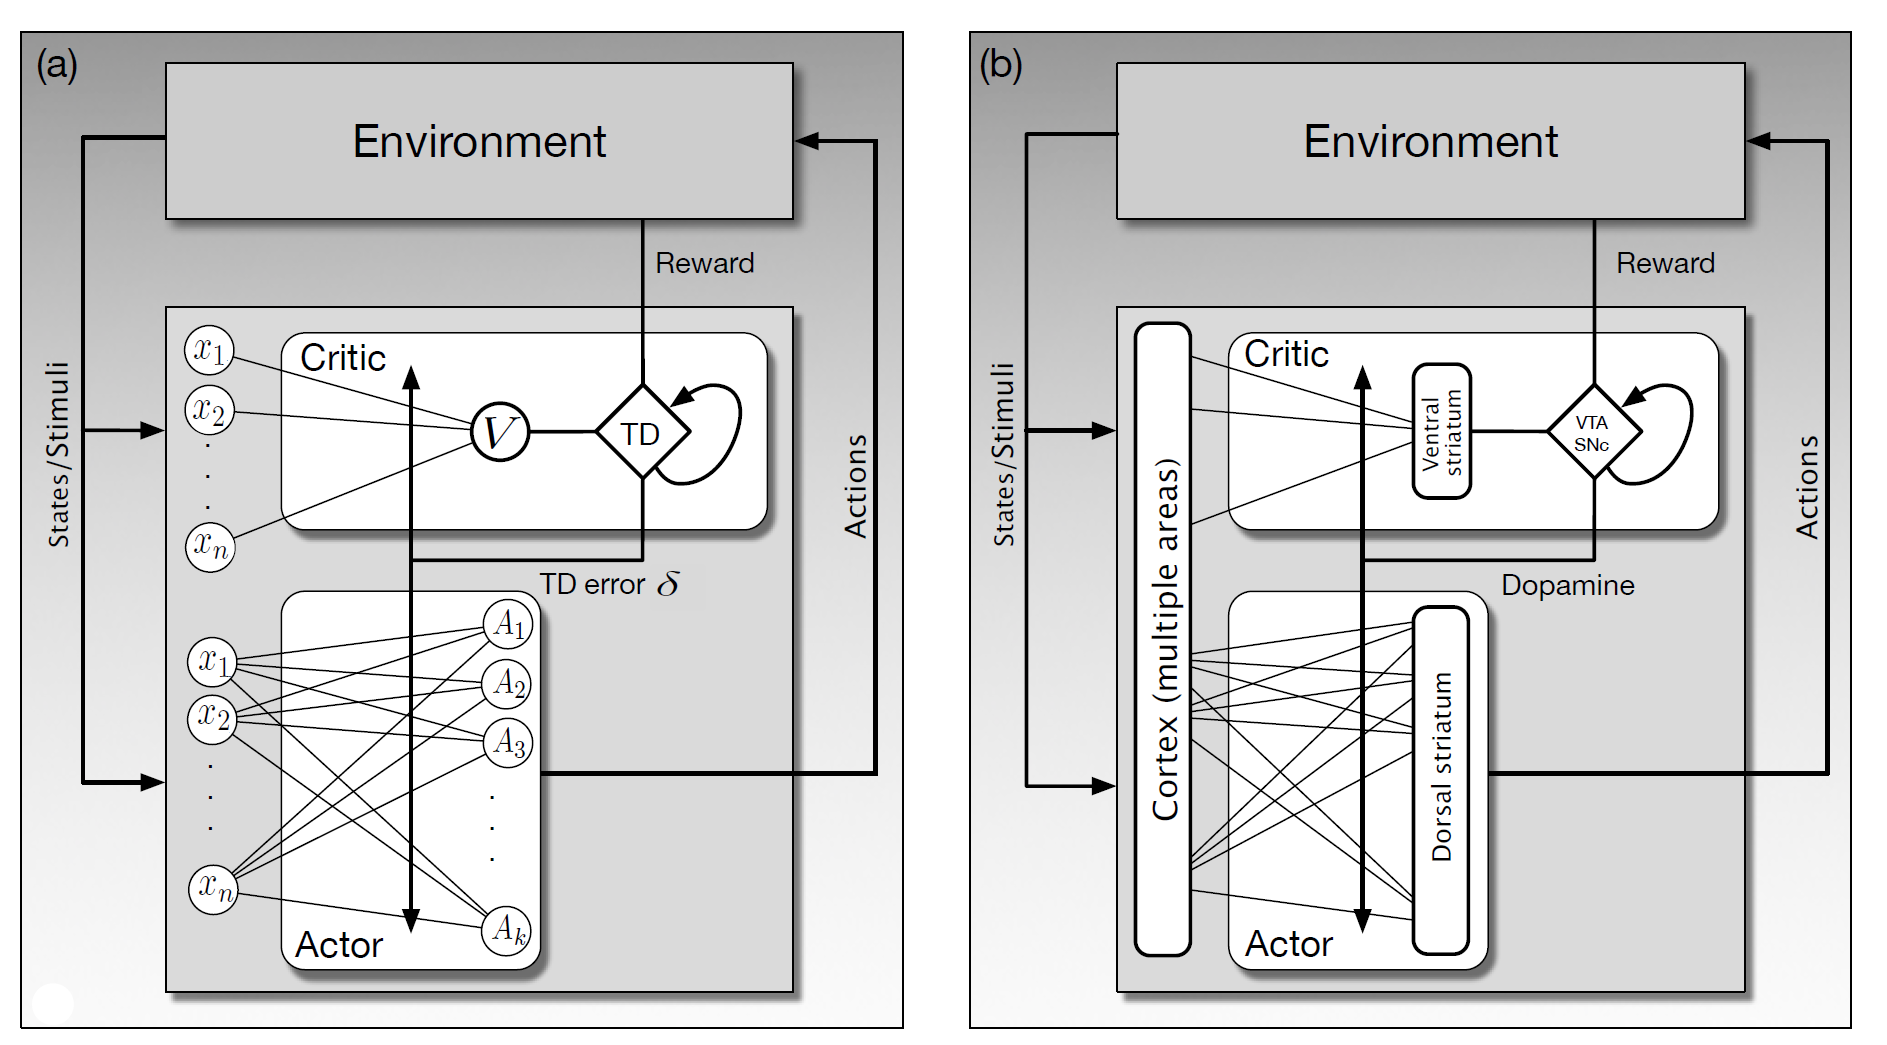 (a)
Environment
Reward
States/Stimuli
Actions
x₁
x₂
.
.
.
xₙ
Critic
V
TD
TD error δ
x₁
x₂
.
.
.
xₙ
A₁
A₂
A₃
.
.
.
Aₖ
Actor
(b)
Environment
Reward
States/Stimuli
Actions
Cortex (multiple areas)
Critic
Ventral
striatum
VTA
SNc
Dopamine
Dorsal striatum
Actor